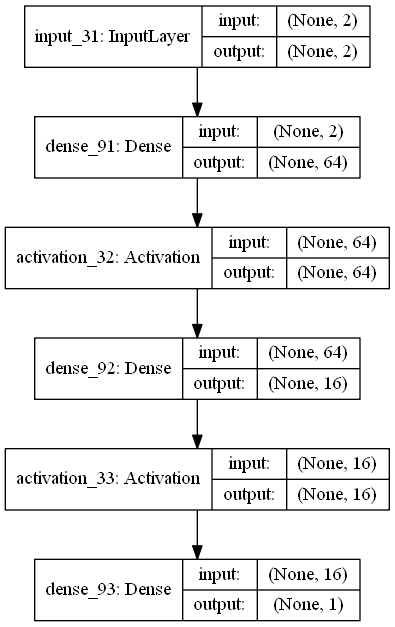 input_31: InputLayer
input: (None, 2)
output: (None, 2)
dense_91: Dense
input: (None, 2)
output: (None, 64)
activation_32: Activation
input: (None, 64)
output: (None, 64)
dense_92: Dense
input: (None, 64)
output: (None, 16)
activation_33: Activation
input: (None, 16)
output: (None, 16)
dense_93: Dense
input: (None, 16)
output: (None, 1)